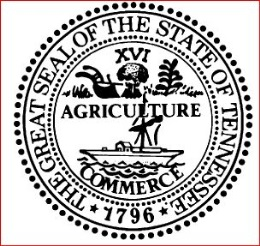 THE GREAT SEAL OF THE STATE OF TENNESSEE
XVI
AGRICULTURE
COMMERCE
1796